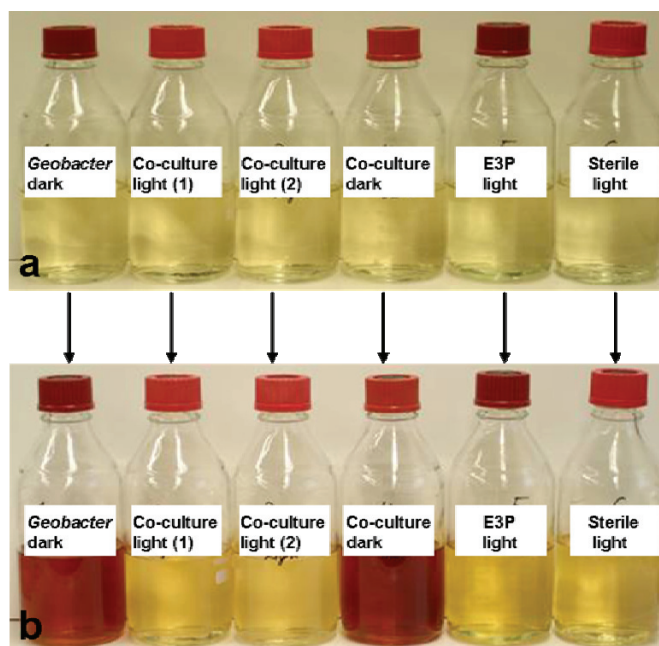 Geobacter
dark
Co-culture
light (1)
Co-culture
light (2)
Co-culture
dark
E3P
light
Sterile
light
a
Geobacter
dark
Co-culture
light (1)
Co-culture
light (2)
Co-culture
dark
E3P
light
Sterile
light
b